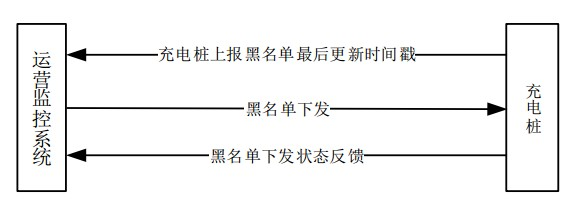 运营监控系统
充电桩上报黑名单最后更新时间戳
黑名单下发
黑名单下发状态反馈
充电桩